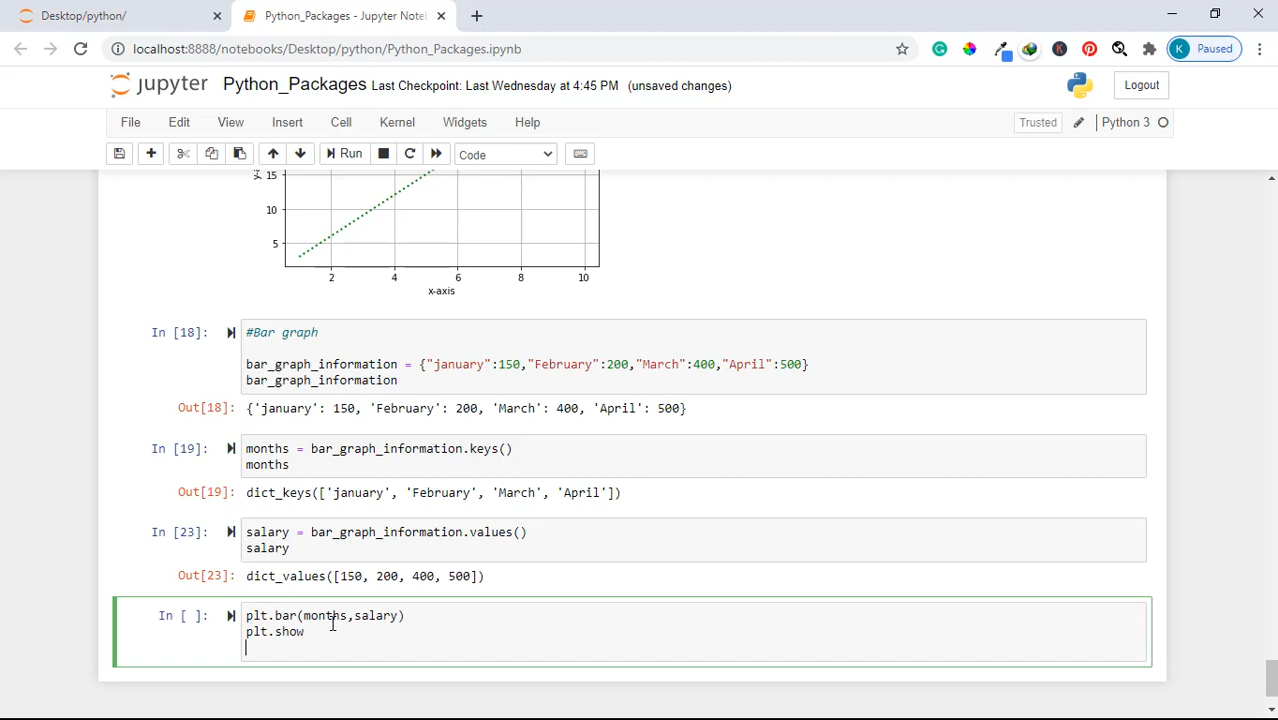 Desktop/python/
Python_Packages - Jupyter Note
localhost:8888/notebooks/Desktop/python/Python_Packages.ipynb
K Paused
jupyter Python_Packages Last Checkpoint: Last Wednesday at 4:45 PM (unsaved changes)
Logout
File Edit View Insert Cell Kernel Widgets Help
Trusted Python 3
Run Code
15
10
5
2 4 6 8 10
x-axis
In [18]: #Bar graph
bar_graph_information = {"january":150,"February":200,"March":400,"April":500}
bar_graph_information
Out[18]: {'january': 150, 'February': 200, 'March': 400, 'April': 500}
In [19]: months = bar_graph_information.keys()
months
Out[19]: dict_keys(['january', 'February', 'March', 'April'])
In [23]: salary = bar_graph_information.values()
salary
Out[23]: dict_values([150, 200, 400, 500])
In [ ]: plt.bar(months,salary)
plt.show